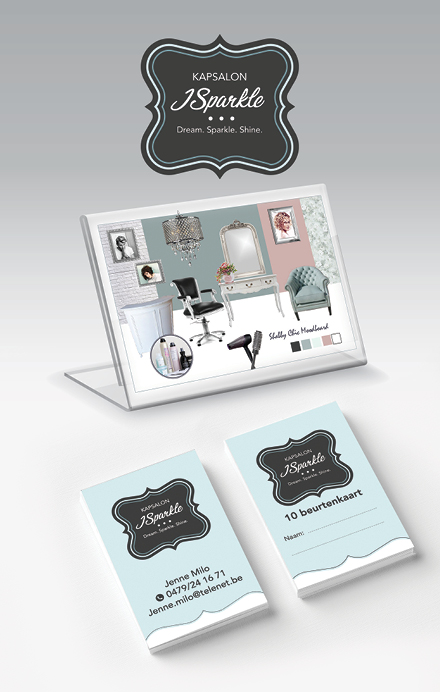 KAPSALON
JSparkle
Dream. Sparkle. Shine.
Shabby Chic Moodboard
KAPSALON
JSparkle
Dream. Sparkle. Shine.
Jenne Milo
0479/24 16 71
Jenne.milo@telenet.be
KAPSALON
JSparkle
Dream. Sparkle. Shine.
10 beurtenkaart
Naam: